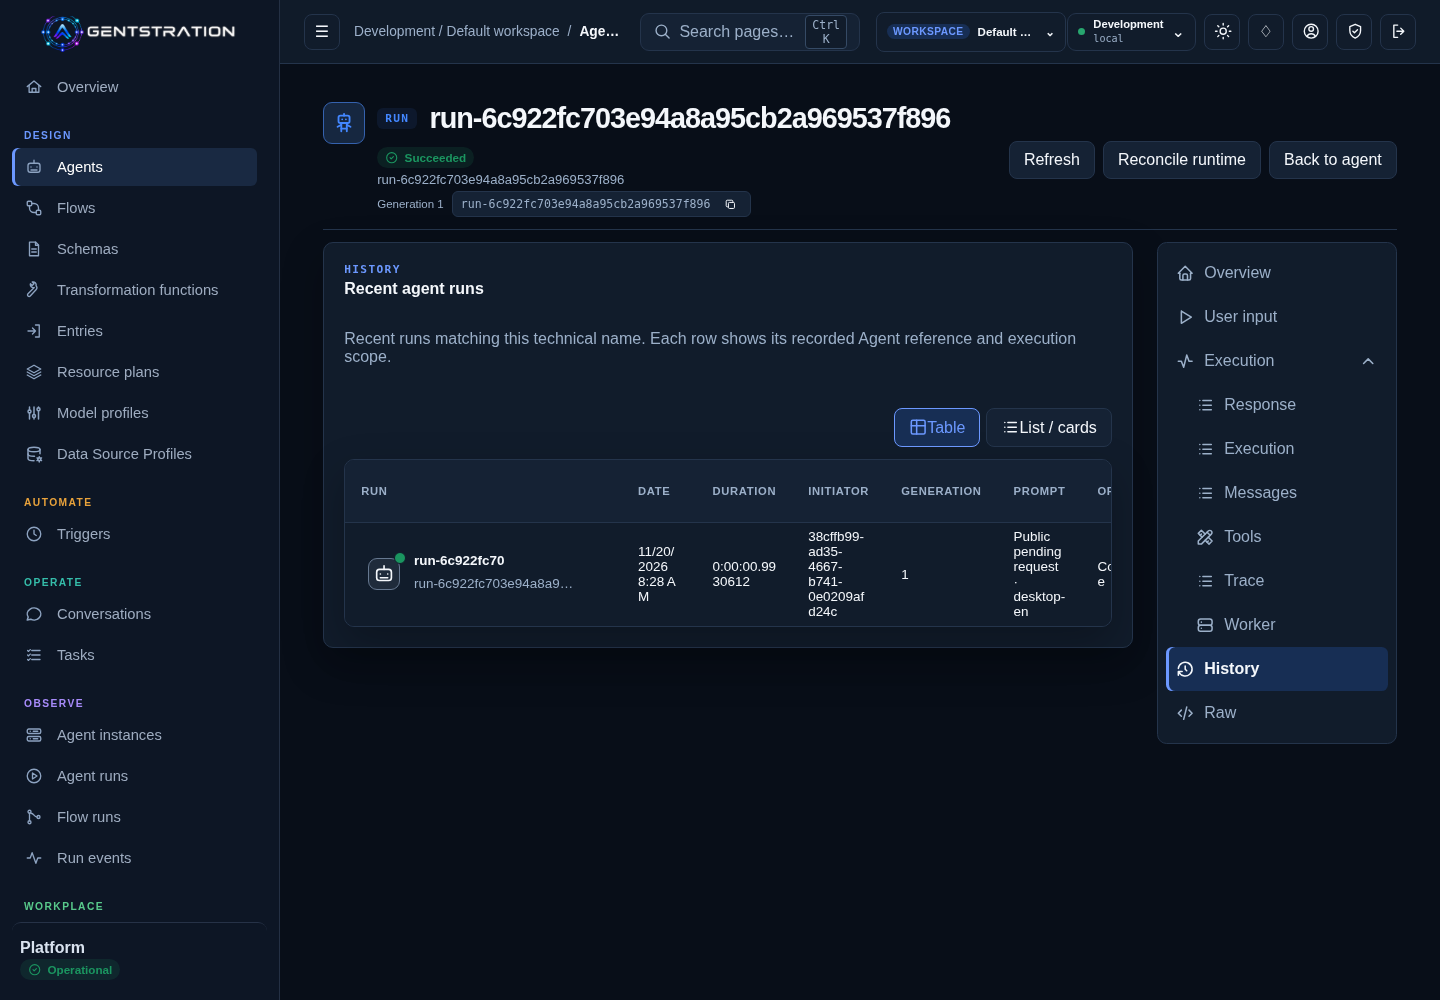 GENTSTRATION
Overview
DESIGN
Agents
Flows
Schemas
Transformation functions
Entries
Resource plans
Model profiles
Data Source Profiles
AUTOMATE
Triggers
OPERATE
Conversations
Tasks
OBSERVE
Agent instances
Agent runs
Flow runs
Run events
WORKPLACE
Platform
Operational
Development / Default workspace / Age…
Search pages…
Ctrl
K
WORKSPACE Default …
Development
local
RUN run-6c922fc703e94a8a95cb2a969537f896
Succeeded
run-6c922fc703e94a8a95cb2a969537f896
Generation 1 run-6c922fc703e94a8a95cb2a969537f896
Refresh
Reconcile runtime
Back to agent
HISTORY
Recent agent runs
Recent runs matching this technical name. Each row shows its recorded Agent reference and execution
scope.
Table
List / cards
RUN DATE DURATION INITIATOR GENERATION PROMPT
run-6c922fc70
run-6c922fc703e94a8a9…
11/20/
2026
8:28 A
M
0:00:00.99
30612
38cffb99-
ad35-
4667-
b741-
0e0209af
d24c
1
Public
pending
request
·
desktop-
en
e
Overview
User input
Execution
Response
Execution
Messages
Tools
Trace
Worker
History
Raw